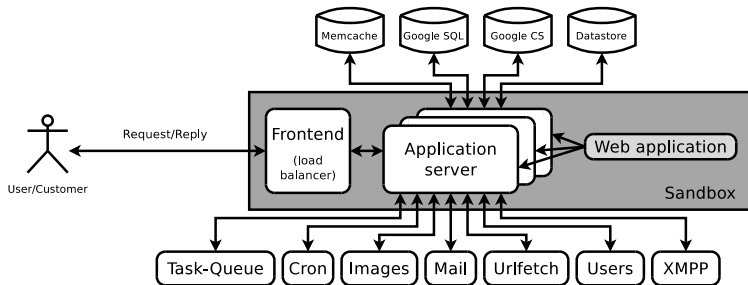 Memcache
Google SQL
Google CS
Datastore
Request/Reply
User/Customer
Frontend
(load
balancer)
Application
server
Web application
Sandbox
Task-Queue
Cron
Images
Mail
Urlfetch
Users
XMPP